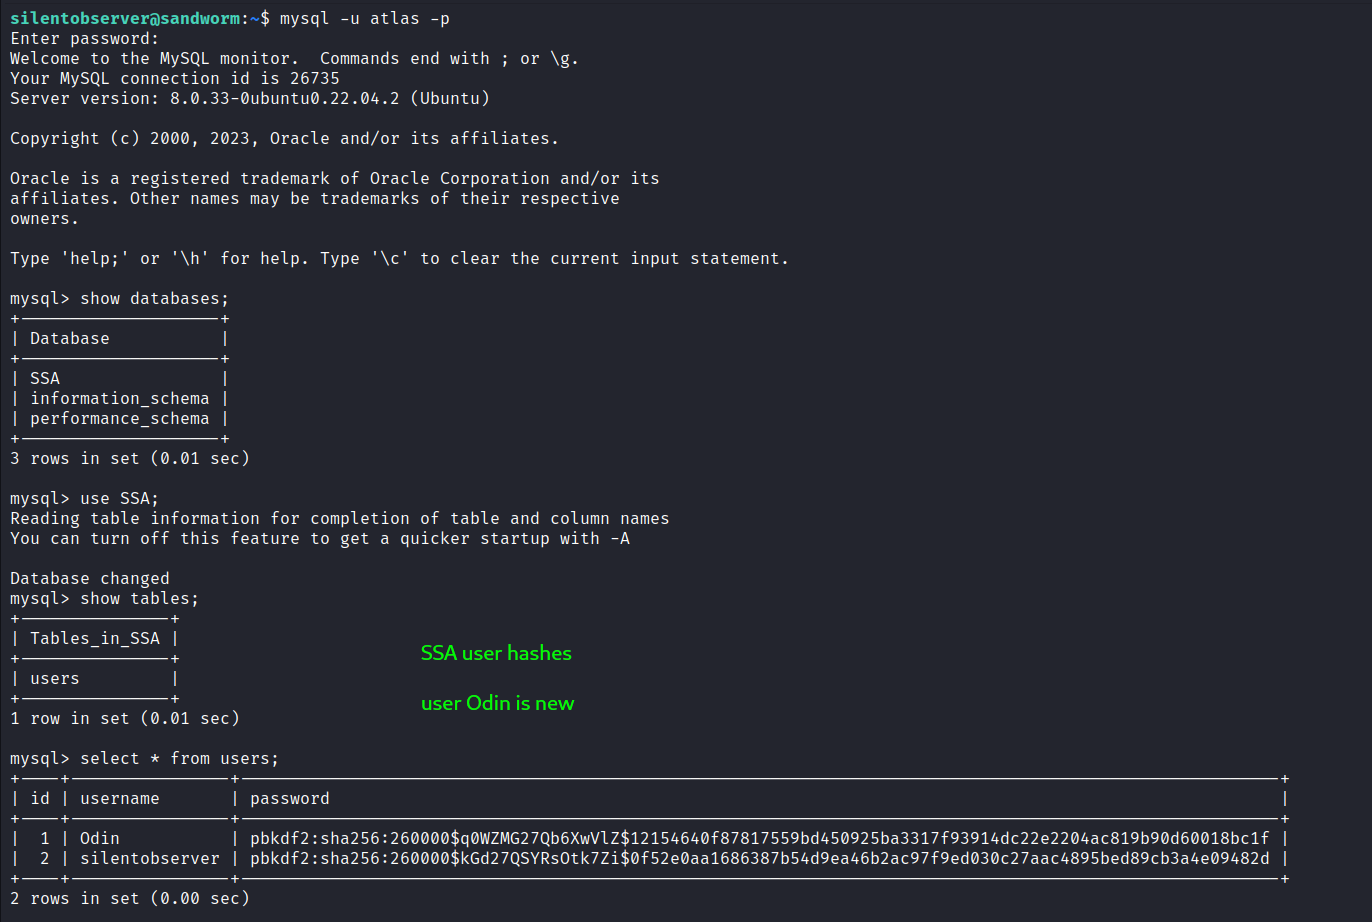 silentobserver@sandworm:~$ mysql -u atlas -p
Enter password:
Welcome to the MySQL monitor.  Commands end with ; or \g.
Your MySQL connection id is 26735
Server version: 8.0.33-0ubuntu0.22.04.2 (Ubuntu)

Copyright (c) 2000, 2023, Oracle and/or its affiliates.

Oracle is a registered trademark of Oracle Corporation and/or its
affiliates. Other names may be trademarks of their respective
owners.

Type 'help;' or '\h' for help. Type '\c' to clear the current input statement.

mysql> show databases;
+--------------------+
| Database           |
+--------------------+
| SSA                |
| information_schema |
| performance_schema |
+--------------------+
3 rows in set (0.01 sec)

mysql> use SSA;
Reading table information for completion of table and column names
You can turn off this feature to get a quicker startup with -A

Database changed
mysql> show tables;
+---------------+
| Tables_in_SSA |
SSA user hashes
+---------------+
| users         |
user Odin is new
+---------------+
1 row in set (0.01 sec)

mysql> select * from users;
+----+----------------+--------------------------------------------------------------------------------------------------------+
| id | username       | password                                                                                               |
+----+----------------+--------------------------------------------------------------------------------------------------------+
|  1 | Odin           | pbkdf2:sha256:260000$q0WZMG27Qb6XwVlZ$12154640f87817559bd450925ba3317f93914dc22e2204ac819b90d60018bc1f |
|  2 | silentobserver | pbkdf2:sha256:260000$kGd27QSYRsOtk7Zi$0f52e0aa1686387b54d9ea46b2ac97f9ed030c27aac4895bed89cb3a4e09482d |
+----+----------------+--------------------------------------------------------------------------------------------------------+
2 rows in set (0.00 sec)